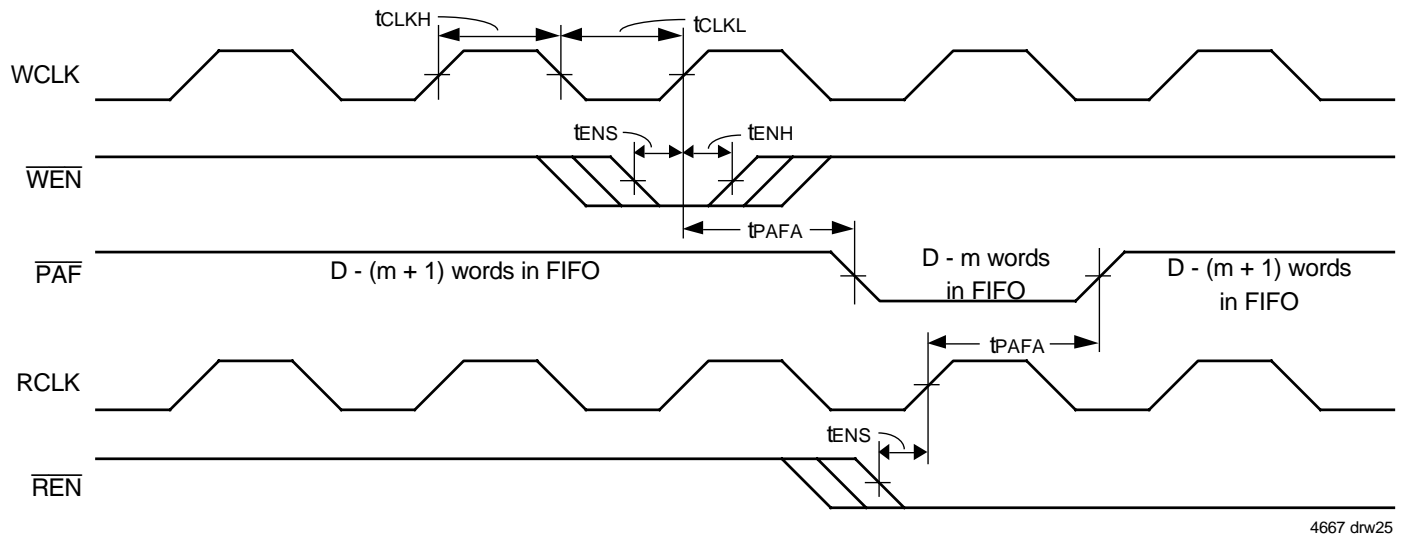 tCLKH
tCLKL
WCLK
tENS
tENH
WEN
tPAFA
PAF
D - (m + 1) words in FIFO
D - m words
in FIFO
D - (m + 1) words
in FIFO
tPAFA
RCLK
tENS
REN
4667 drw25